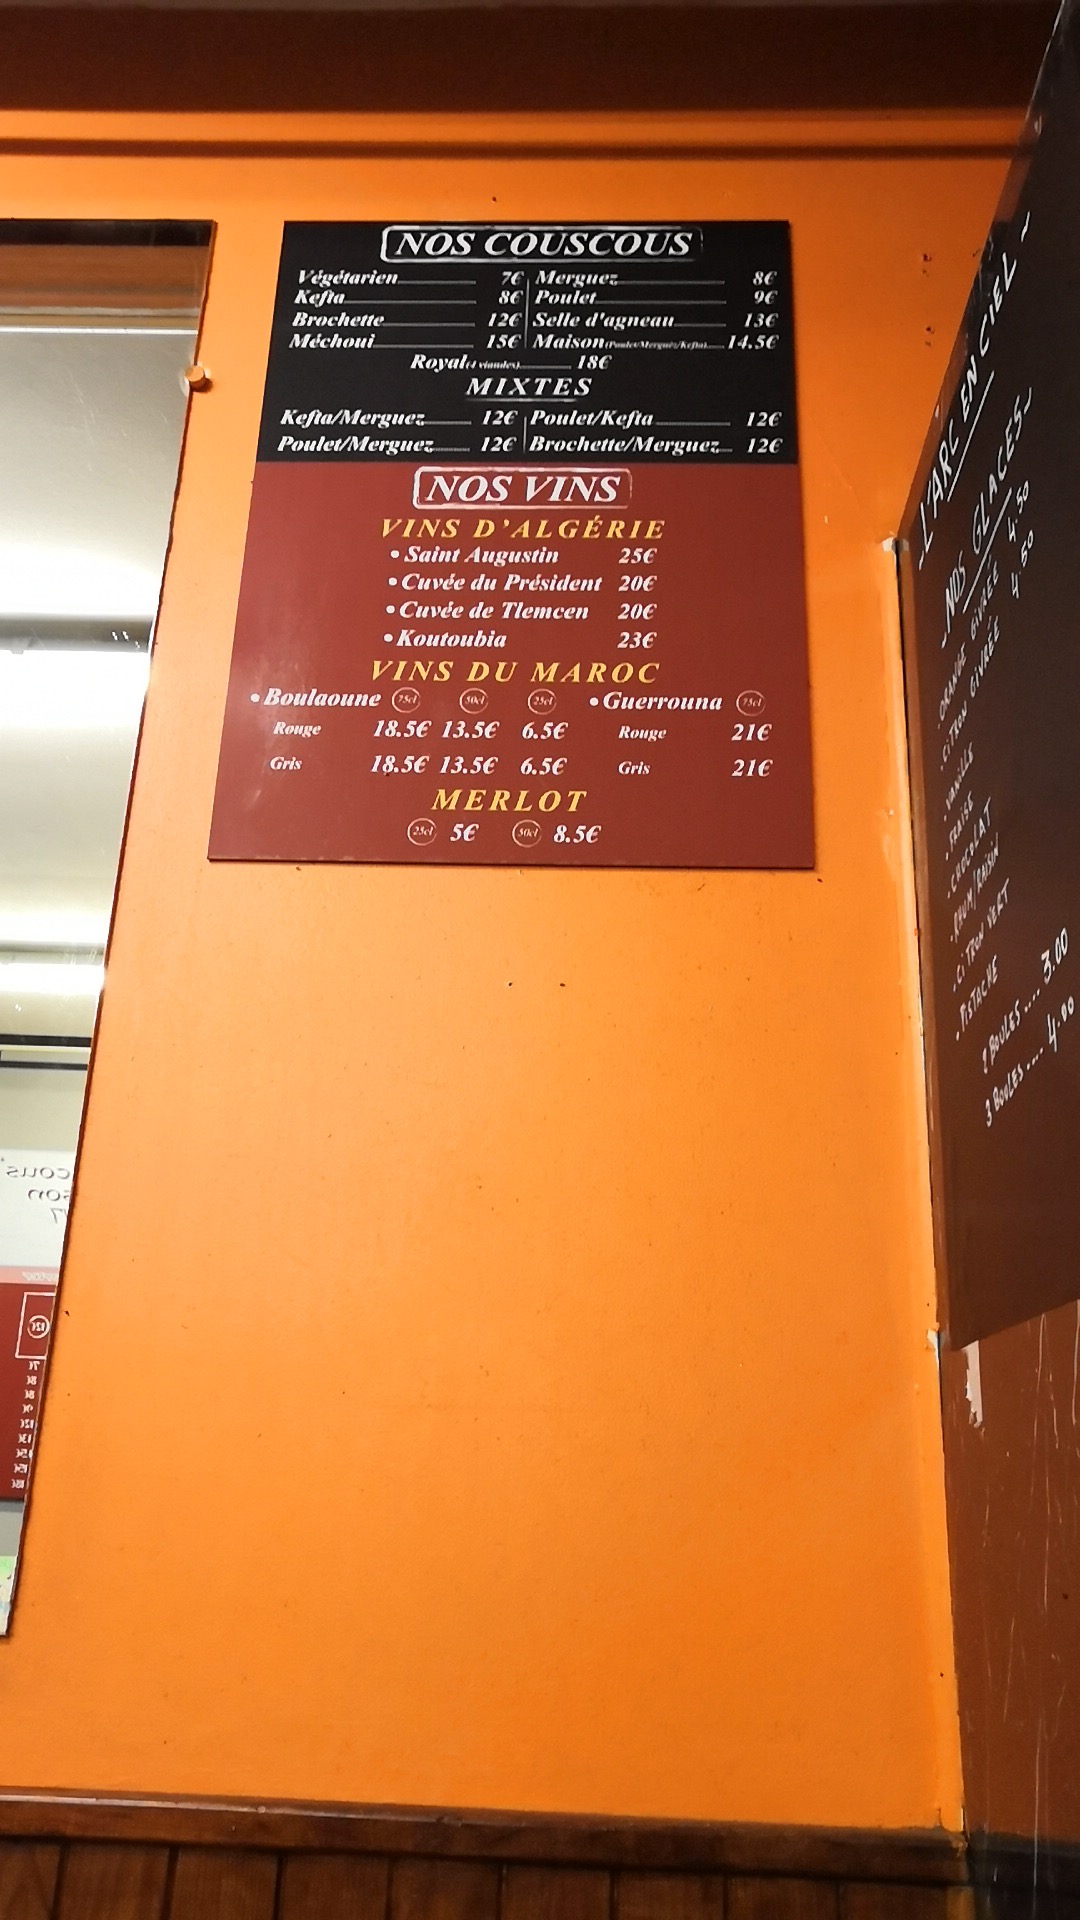 NOS COUSCOUS
Végétarien 7€ Merguez 8€
Kefta 8€ Poulet 9€
Brochette 12€ Selle d'agneau 13€
Méchoui 15€ Maison (Poulet/Merguez/Kefta) 14.5€
Royal (4 viandes) 18€
MIXTES
Kefta/Merguez 12€ Poulet/Kefta 12€
Poulet/Merguez 12€ Brochette/Merguez 12€
NOS VINS
VINS D'ALGÉRIE
• Saint Augustin 25€
• Cuvée du Président 20€
• Cuvée de Tlemcen 20€
• Koutoubia 23€
VINS DU MAROC
• Boulaoune 75cl 50cl 25cl • Guerrouna 75cl
Rouge 18.5€ 13.5€ 6.5€ Rouge 21€
Gris 18.5€ 13.5€ 6.5€ Gris 21€
MERLOT
25cl 5€ 50cl 8.5€
~ L'ARC EN CIEL ~
~ NOS GLACES ~
. ORANGE GIVRÉE 4.50
. CITRON GIVRÉE 4.50
. VANILLE
. FRAISE
. CHOCOLAT
. RHUM/RAISIN
. CITRON VERT
. PISTACHE
2 BOULES .... 3.00
3 BOULES .... 4.00